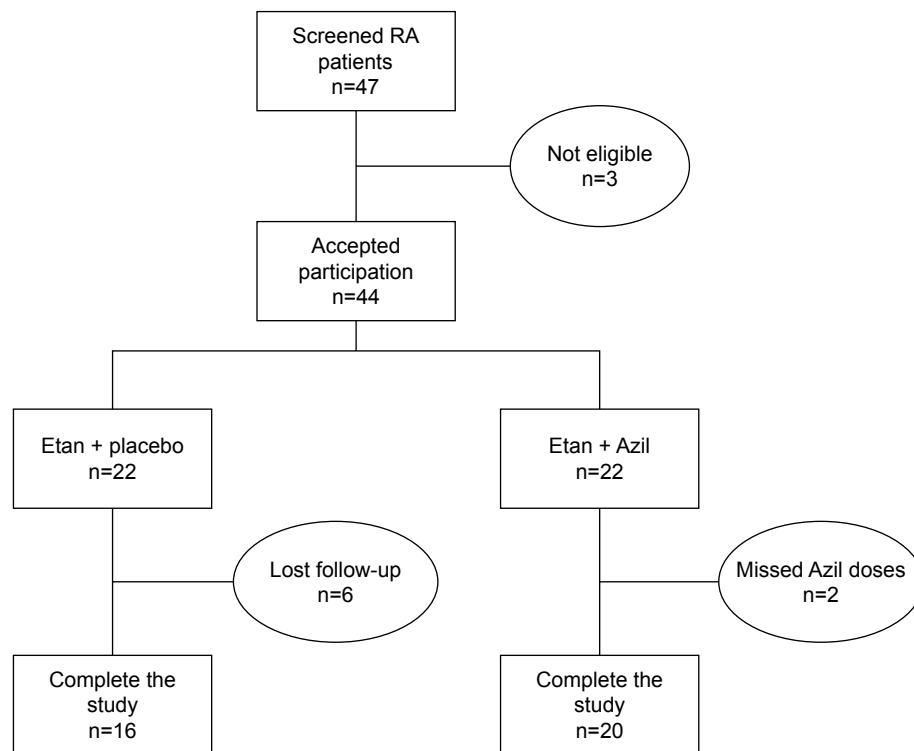 Screened RA
patients
n=47
Not eligible
n=3
Accepted
participation
n=44
Etan + placebo
n=22
Etan + Azil
n=22
Lost follow-up
n=6
Missed Azil doses
n=2
Complete the
study
n=16
Complete the
study
n=20